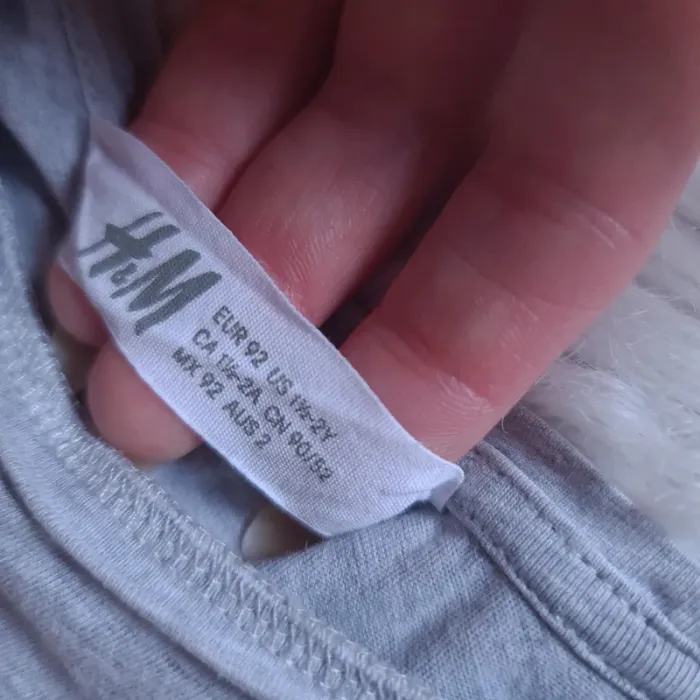 H&M
EUR 92 US 1½-2Y
CA 1½-2A CN 90/52
MX 92 AUS 2